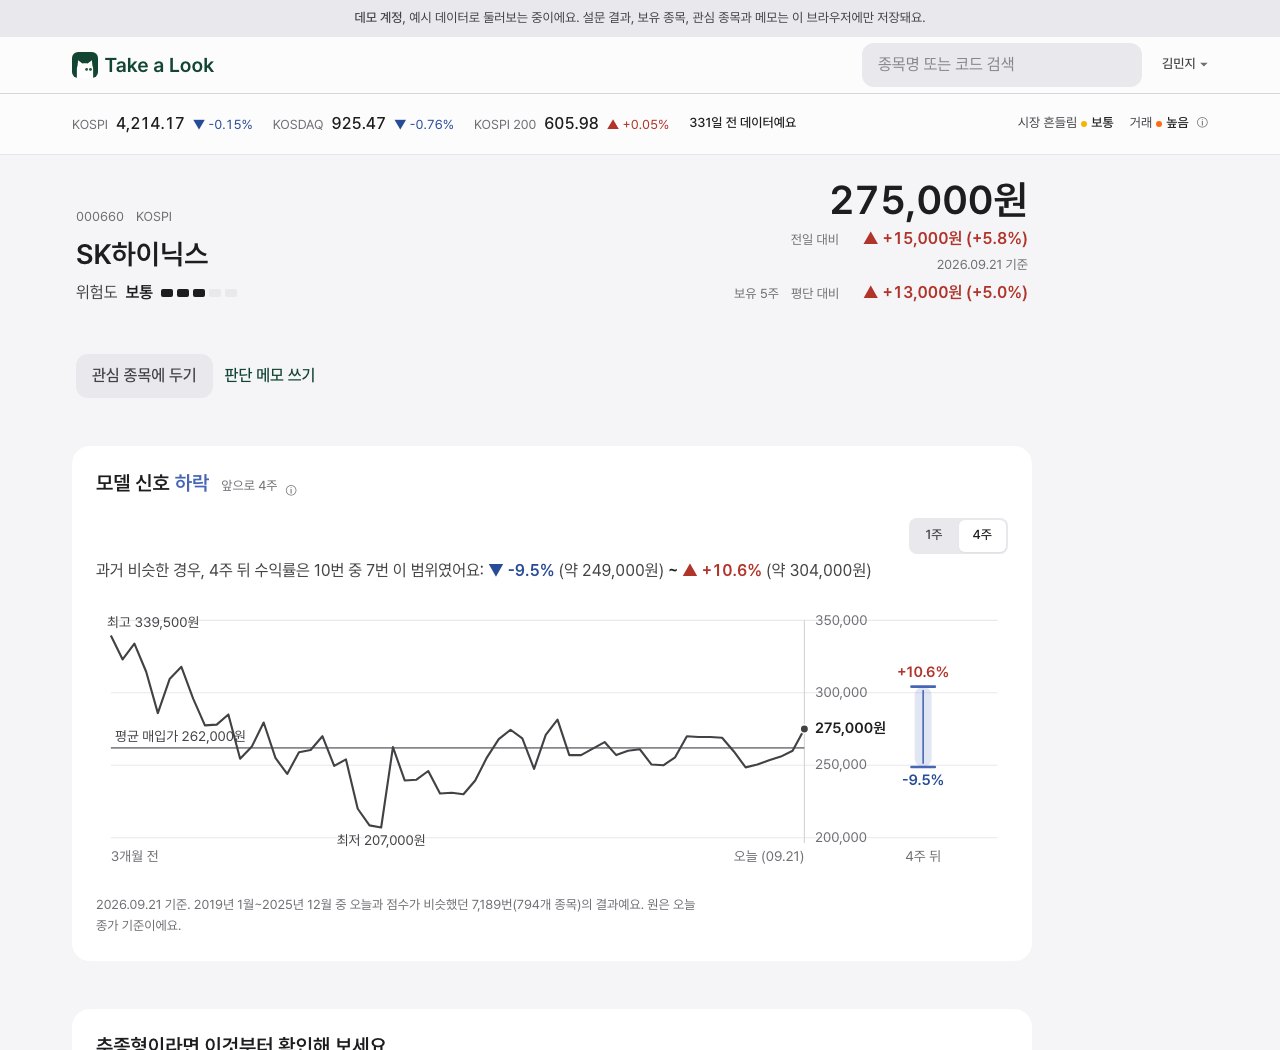 데모 계정, 예시 데이터로 둘러보는 중이에요. 설문 결과, 보유 종목, 관심 종목과 메모는 이 브라우저에만 저장돼요.
Take a Look
종목명 또는 코드 검색
김민지
KOSPI 4,214.17 ▼ -0.15% KOSDAQ 925.47 ▼ -0.76% KOSPI 200 605.98 ▲ +0.05% 331일 전 데이터예요
시장 흔들림 보통 거래 높음 ⓘ
000660 KOSPI
SK하이닉스
위험도 보통
275,000원
전일 대비 ▲ +15,000원 (+5.8%)
2026.09.21 기준
보유 5주 평단 대비 ▲ +13,000원 (+5.0%)
관심 종목에 두기
판단 메모 쓰기
모델 신호 하락 앞으로 4주 ⓘ
1주 4주
과거 비슷한 경우, 4주 뒤 수익률은 10번 중 7번 이 범위였어요: ▼ -9.5% (약 249,000원) ~ ▲ +10.6% (약 304,000원)
최고 339,500원
평균 매입가 262,000원
최저 207,000원
350,000
300,000
275,000원
250,000
200,000
+10.6%
-9.5%
3개월 전
오늘 (09.21)
4주 뒤
2026.09.21 기준. 2019년 1월~2025년 12월 중 오늘과 점수가 비슷했던 7,189번(794개 종목)의 결과예요. 원은 오늘
종가 기준이에요.
추종형이라면 이것부터 확인해 보세요